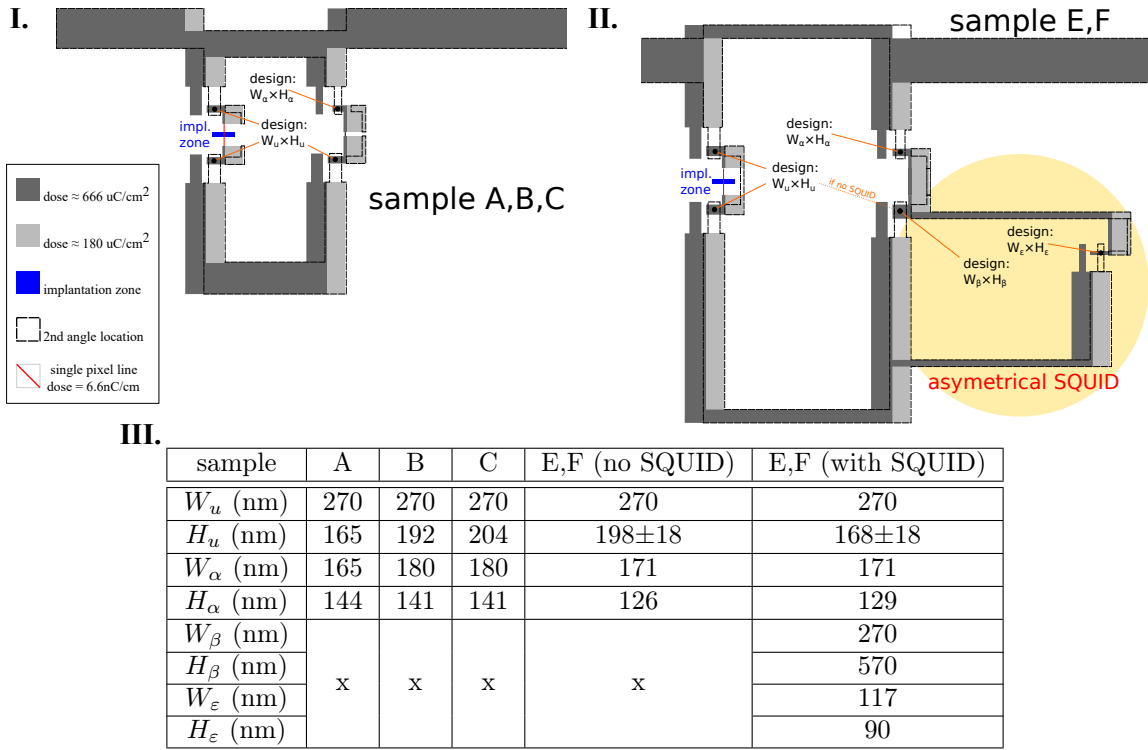 I.
II.
sample E,F
design:
Wα×Hα
design:
Wu×Hu
impl.
zone
sample A,B,C
dose ≈ 666 uC/cm²
dose ≈ 180 uC/cm²
implantation zone
2nd angle location
single pixel line
dose = 6.6nC/cm
design:
Wα×Hα
design:
Wu×Hu
if no SQUID
impl.
zone
design:
Wε×Hε
design:
Wβ×Hβ
asymetrical SQUID
III.
sample A B C E,F (no SQUID) E,F (with SQUID)
Wu (nm) 270 270 270 270 270
Hu (nm) 165 192 204 198±18 168±18
Wα (nm) 165 180 180 171 171
Hα (nm) 144 141 141 126 129
Wβ (nm) 270
Hβ (nm) 570
x x x x
Wε (nm) 117
Hε (nm) 90